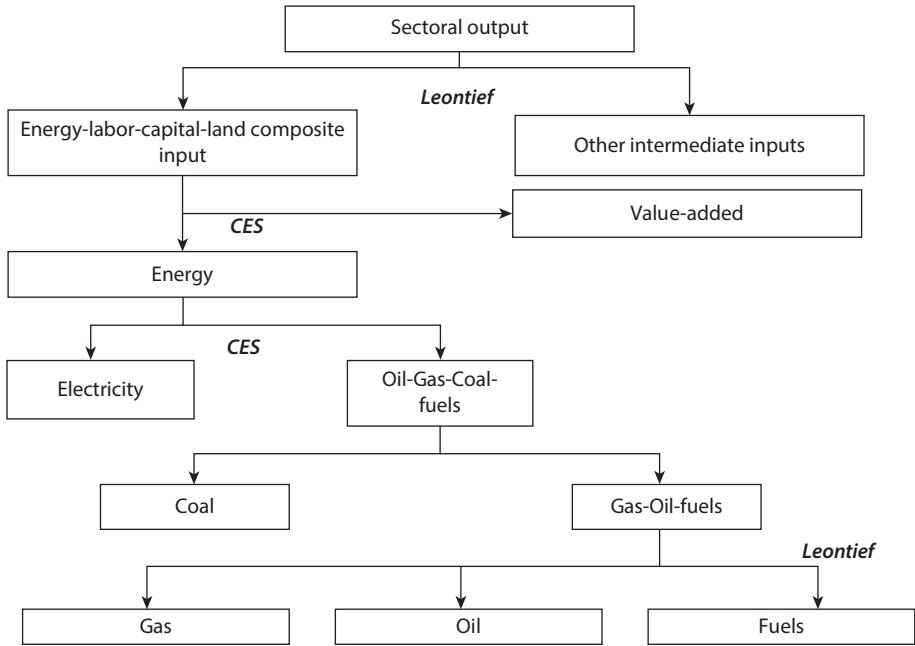 Sectoral output
Leontief
Energy-labor-capital-land composite
input
Other intermediate inputs
Value-added
CES
Energy
CES
Electricity
Oil-Gas-Coal-
fuels
Coal
Gas-Oil-fuels
Leontief
Gas
Oil
Fuels